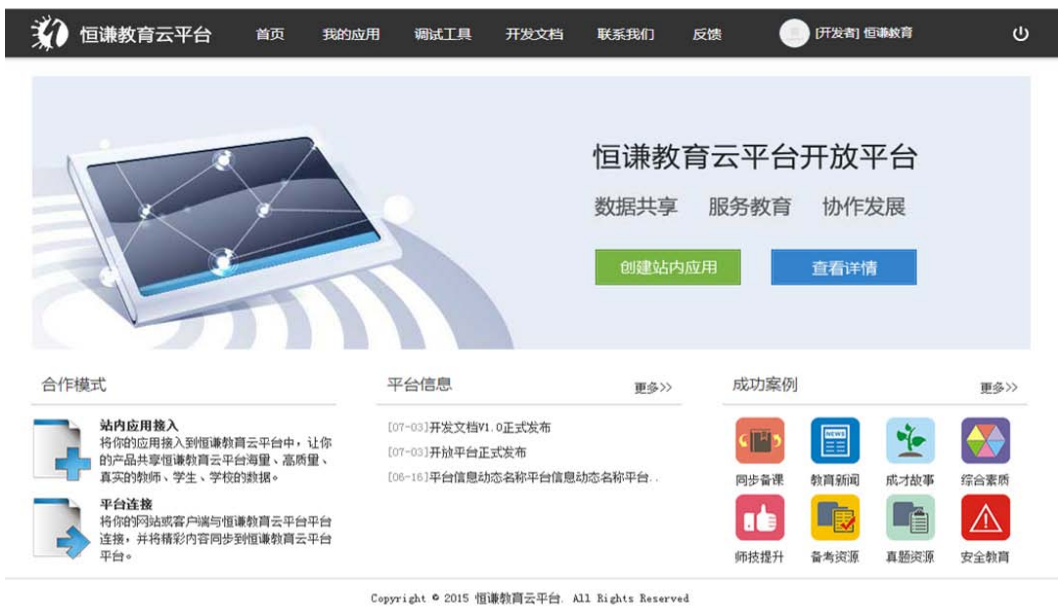 恒谦教育云平台 首页 我的应用 调试工具 开发文档 联系我们 反馈 [开发者] 恒谦教育
恒谦教育云平台开放平台
数据共享 服务教育 协作发展
创建站内应用 查看详情
合作模式
站内应用接入
将你的应用接入到恒谦教育云平台中，让你
的产品共享恒谦教育云平台海量、高质量、
真实的教师、学生、学校的数据。
平台连接
将你的网站或客户端与恒谦教育云平台平台
连接，并将精彩内容同步到恒谦教育云平台
平台。
平台信息 更多>>
[07-03]开发文档V1.0正式发布
[07-03]开放平台正式发布
[06-16]平台信息动态名称平台信息动态名称平台..
成功案例 更多>>
NEWS
同步备课 教育新闻 成才故事 综合素质
师技提升 备考资源 真题资源 安全教育
Copyright © 2015 恒谦教育云平台. All Rights Reserved